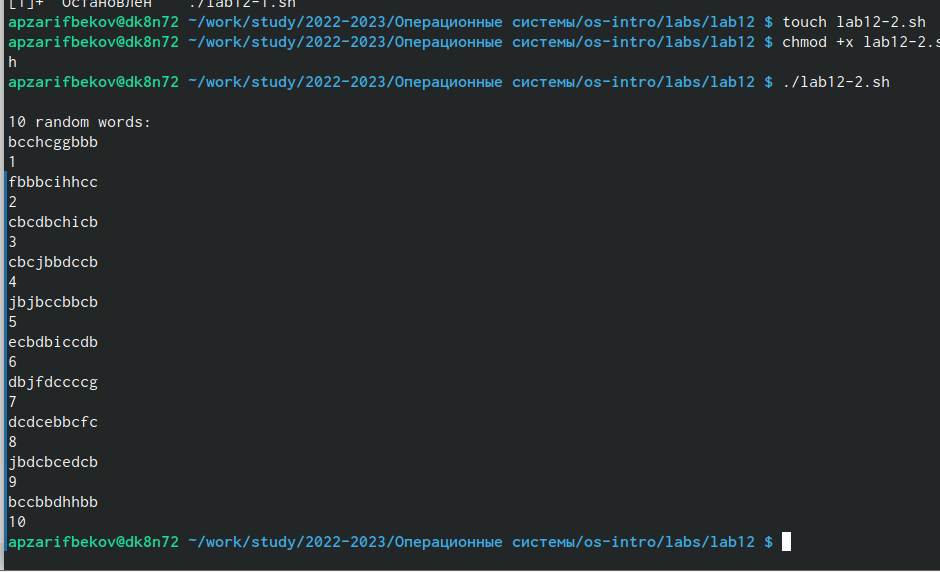 [1]+  Остановлен    ./lab12-1.sh
apzarifbekov@dk8n72 ~/work/study/2022-2023/Операционные системы/os-intro/labs/lab12 $ touch lab12-2.sh
apzarifbekov@dk8n72 ~/work/study/2022-2023/Операционные системы/os-intro/labs/lab12 $ chmod +x lab12-2.s
h
apzarifbekov@dk8n72 ~/work/study/2022-2023/Операционные системы/os-intro/labs/lab12 $ ./lab12-2.sh
10 random words:
bcchcggbbb
1
fbbbcihhcc
2
cbcdbchicb
3
cbcjbbdccb
4
jbjbccbbcb
5
ecbdbiccdb
6
dbjfdccccg
7
dcdcebbcfc
8
jbdcbcedcb
9
bccbbdhhbb
10
apzarifbekov@dk8n72 ~/work/study/2022-2023/Операционные системы/os-intro/labs/lab12 $